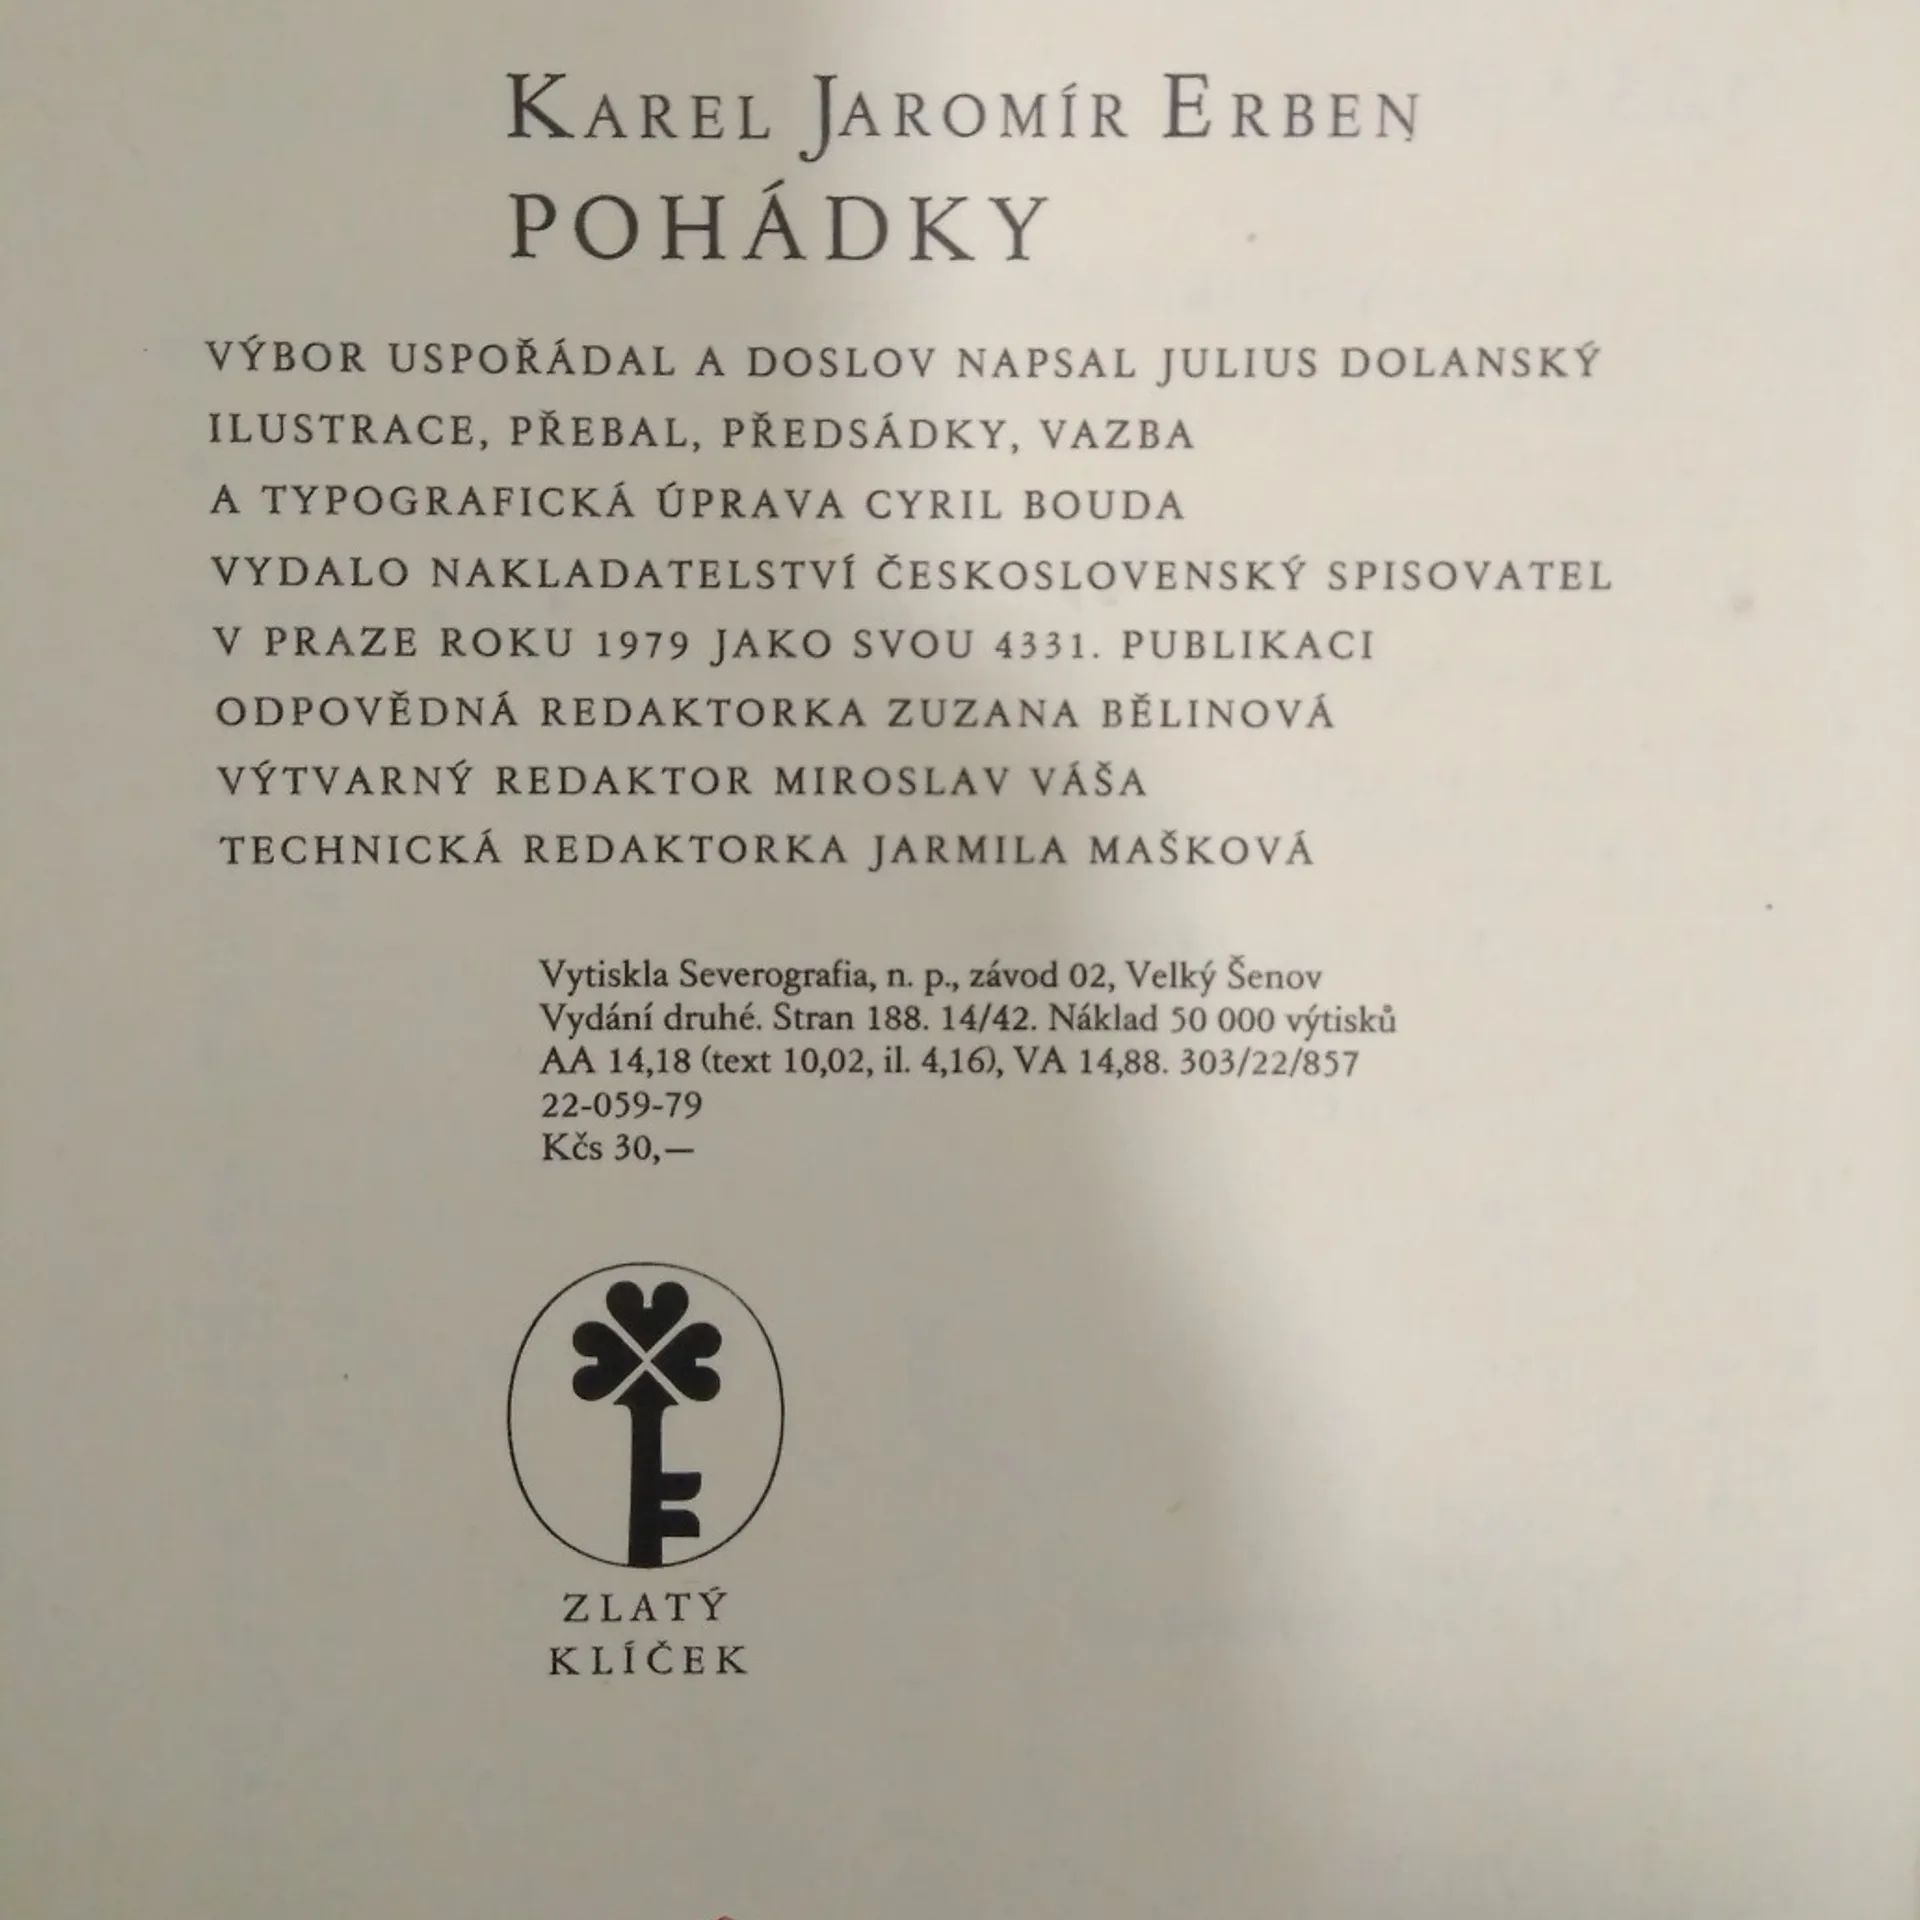 KAREL JAROMÍR ERBEN
POHÁDKY
VÝBOR USPOŘÁDAL A DOSLOV NAPSAL JULIUS DOLANSKÝ
ILUSTRACE, PŘEBAL, PŘEDSÁDKY, VAZBA
A TYPOGRAFICKÁ ÚPRAVA CYRIL BOUDA
VYDALO NAKLADATELSTVÍ ČESKOSLOVENSKÝ SPISOVATEL
V PRAZE ROKU 1979 JAKO SVOU 4331. PUBLIKACI
ODPOVĚDNÁ REDAKTORKA ZUZANA BĚLINOVÁ
VÝTVARNÝ REDAKTOR MIROSLAV VÁŠA
TECHNICKÁ REDAKTORKA JARMILA MAŠKOVÁ
Vytiskla Severografia, n. p., závod 02, Velký Šenov
Vydání druhé. Stran 188. 14/42. Náklad 50 000 výtisků
AA 14,18 (text 10,02, il. 4,16), VA 14,88. 303/22/857
22-059-79
Kčs 30,—
ZLATÝ
KLÍČEK